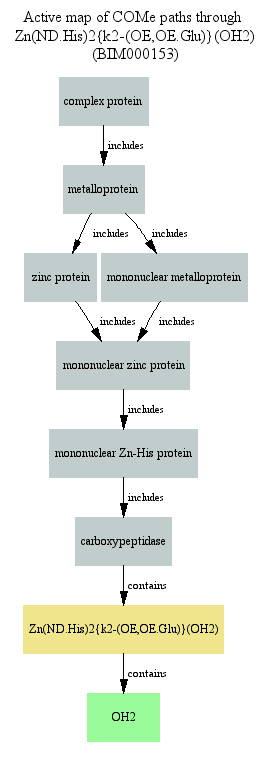 Active map of COMe paths through
Zn(ND.His)2{k2-(OE,OE.Glu)}(OH2)
(BIM000153)
complex protein
includes
metalloprotein
includes includes
zinc protein mononuclear metalloprotein
includes includes
mononuclear zinc protein
includes
mononuclear Zn-His protein
includes
carboxypeptidase
contains
Zn(ND.His)2{k2-(OE,OE.Glu)}(OH2)
contains
OH2